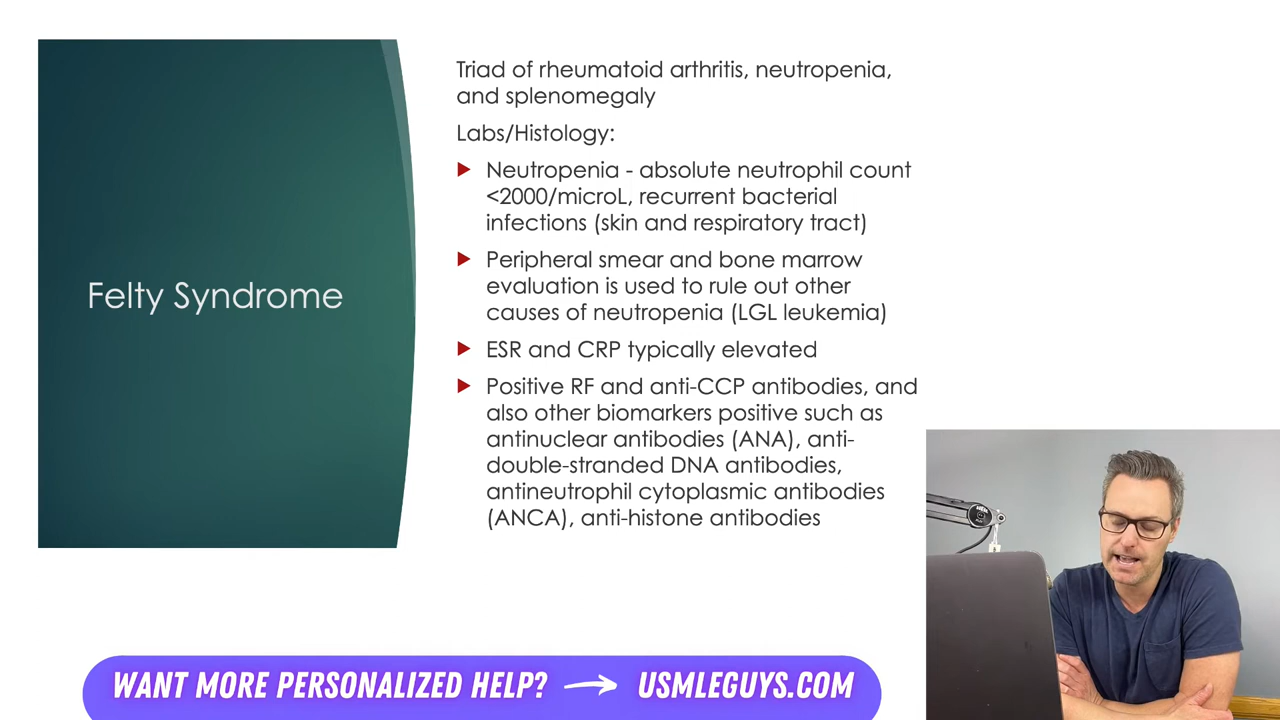 Felty Syndrome
Triad of rheumatoid arthritis, neutropenia,
and splenomegaly
Labs/Histology:
Neutropenia - absolute neutrophil count
<2000/microL, recurrent bacterial
infections (skin and respiratory tract)
Peripheral smear and bone marrow
evaluation is used to rule out other
causes of neutropenia (LGL leukemia)
ESR and CRP typically elevated
Positive RF and anti-CCP antibodies, and
also other biomarkers positive such as
antinuclear antibodies (ANA), anti-
double-stranded DNA antibodies,
antineutrophil cytoplasmic antibodies
(ANCA), anti-histone antibodies
WANT MORE PERSONALIZED HELP? → USMLEGUYS.COM